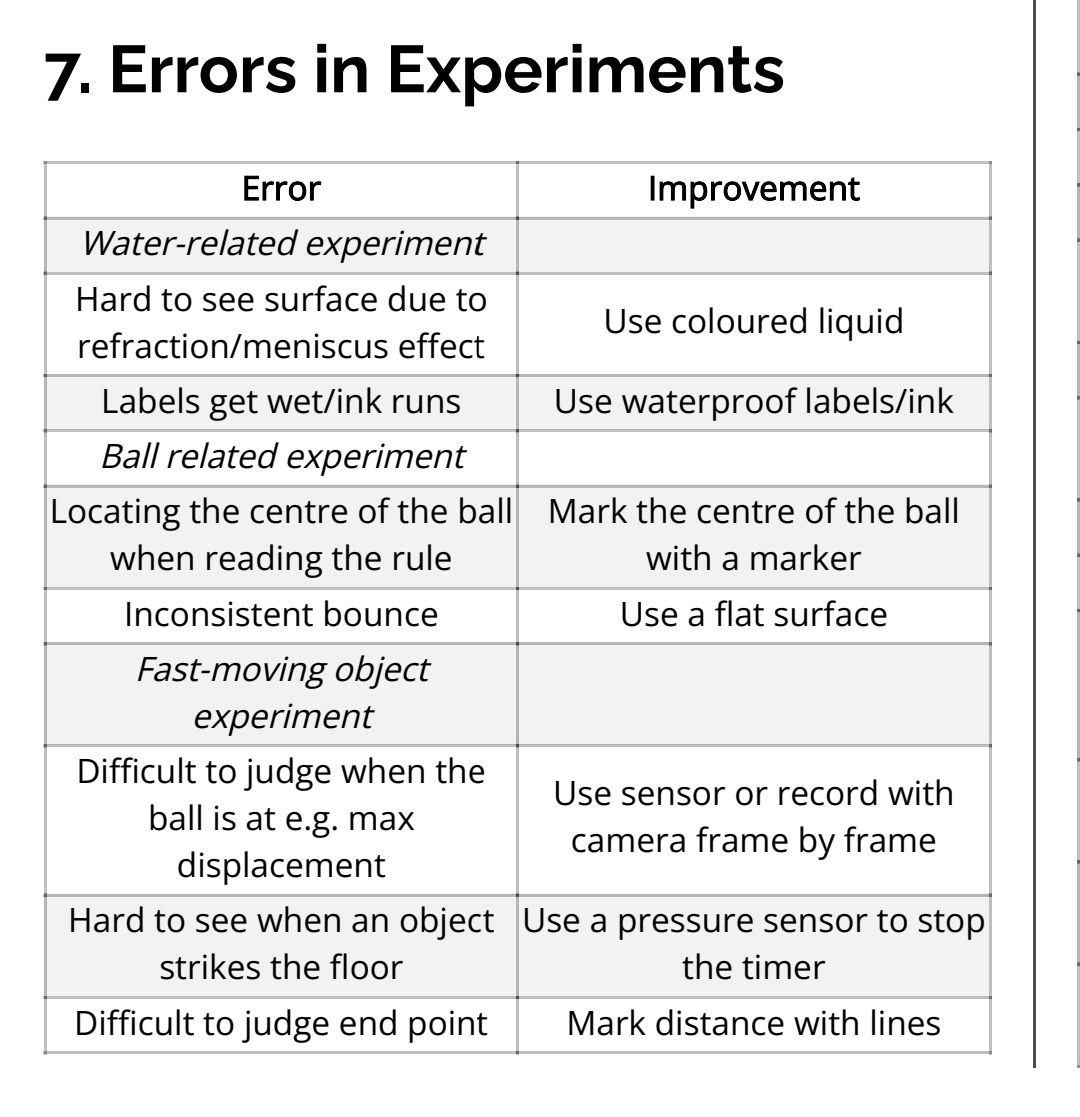 7. Errors in Experiments
Error
Improvement
Water-related experiment
Hard to see surface due to
refraction/meniscus effect
Use coloured liquid
Labels get wet/ink runs
Use waterproof labels/ink
Ball related experiment
Locating the centre of the ball
when reading the rule
Mark the centre of the ball
with a marker
Inconsistent bounce
Use a flat surface
Fast-moving object
experiment
Difficult to judge when the
ball is at e.g. max
displacement
Use sensor or record with
camera frame by frame
Hard to see when an object
strikes the floor
Use a pressure sensor to stop
the timer
Difficult to judge end point
Mark distance with lines